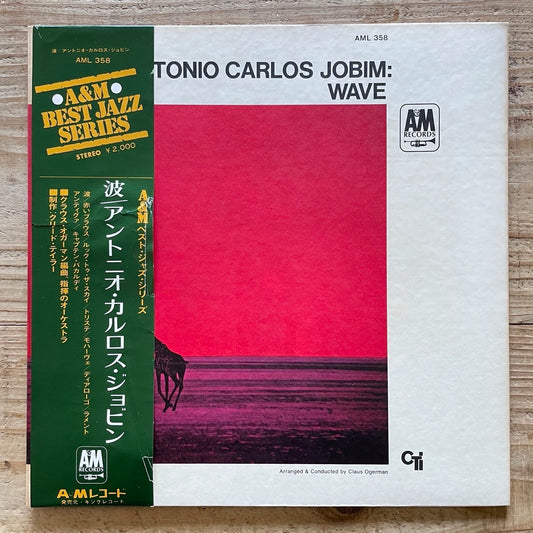 波/アントニオ・カルロス・ジョビン
AML 358
A&M
BEST JAZZ
SERIES
STEREO ¥2,000
A&Mベスト・ジャズ・シリーズ
波/アントニオ・カルロス・ジョビン
波/赤いブラウス/ルック・トゥ・ザ・スカイ/トリステ/モハーヴェ/ディアローゴ/ラメント
アンティグァ/キャプテン・バカルディ
■クラウス・オガーマン編曲、指揮のオーケストラ
■制作・クリード・テイラー
A&M
RECORDS
A&Mレコード
発売元・キングレコード
AML 358
TONIO CARLOS JOBIM:
WAVE
A&M
RECORDS
Arranged & Conducted by Claus Ogerman
CTi